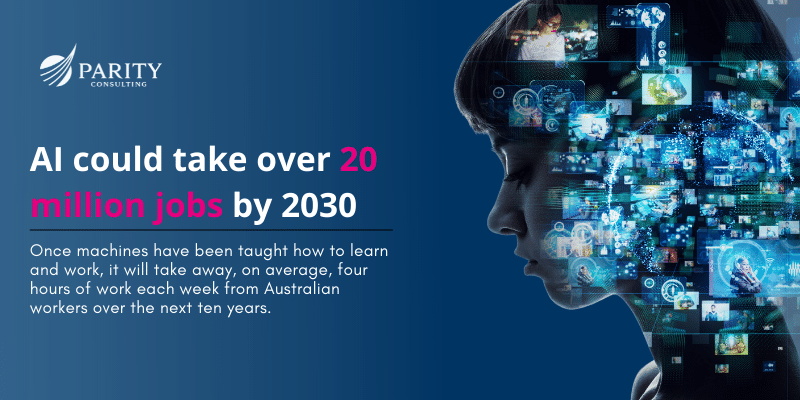 PARITY
CONSULTING
AI could take over 20
million jobs by 2030
Once machines have been taught how to learn
and work, it will take away, on average, four
hours of work each week from Australian
workers over the next ten years.